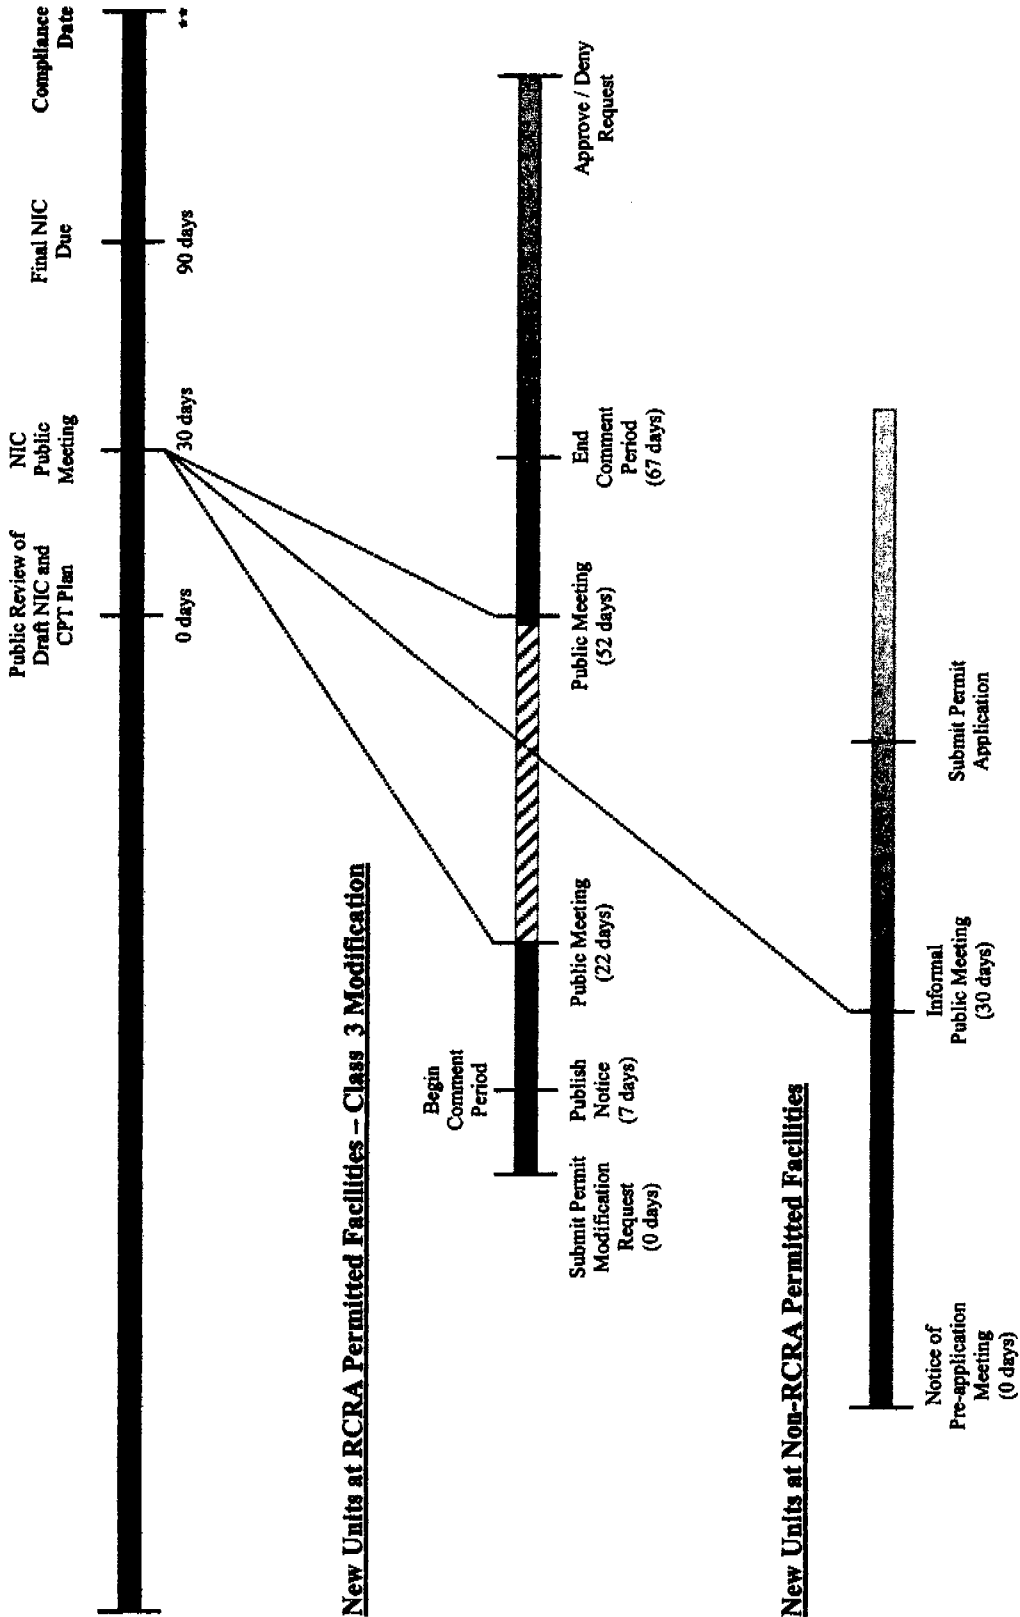 Public Review of
Draft NIC and
CPT Plan
NIC
Public
Meeting
Final NIC
Due
Compliance
Date
0 days
30 days
90 days
**
New Units at RCRA Permitted Facilities – Class 3 Modification
Begin
Comment
Period
Submit Permit
Modification
Request
(0 days)
Publish
Notice
(7 days)
Public Meeting
(22 days)
Public Meeting
(52 days)
End
Comment
Period
(67 days)
Approve / Deny
Request
New Units at Non-RCRA Permitted Facilities
Notice of
Pre-application
Meeting
(0 days)
Informal
Public Meeting
(30 days)
Submit Permit
Application